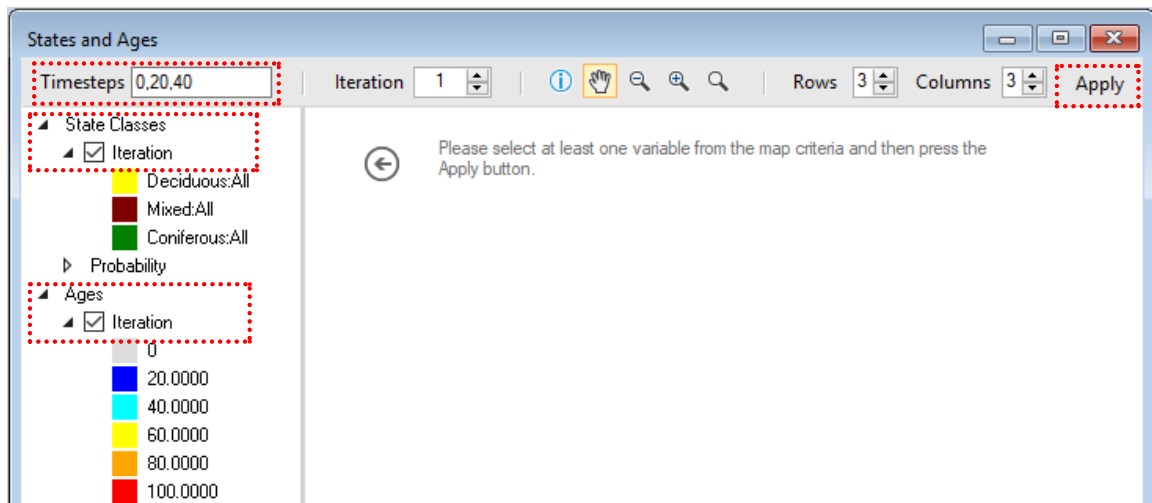 States and Ages
Timesteps 0,20,40 Iteration 1 Rows 3 Columns 3 Apply
State Classes
Iteration
Deciduous:All
Mixed:All
Coniferous:All
Probability
Ages
Iteration
0
20.0000
40.0000
60.0000
80.0000
100.0000
Please select at least one variable from the map criteria and then press the
Apply button.